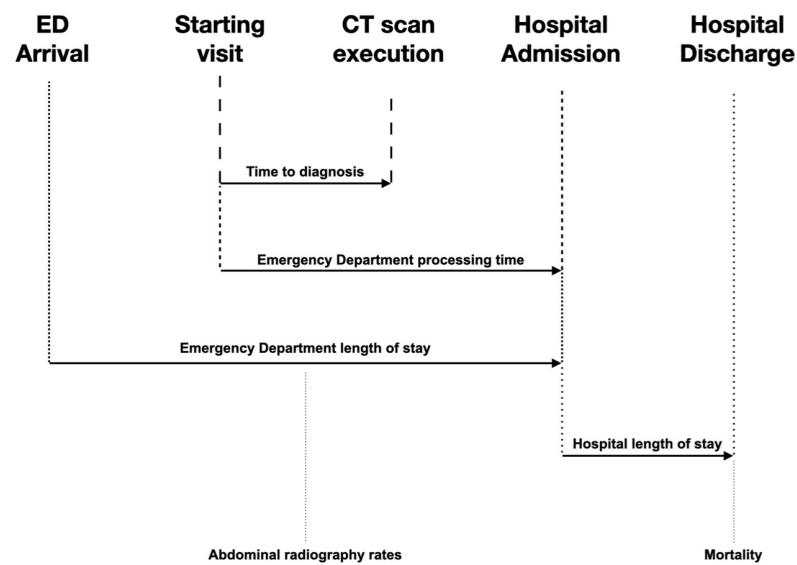 ED
Arrival
Starting
visit
CT scan
execution
Hospital
Admission
Hospital
Discharge
Time to diagnosis
Emergency Department processing time
Emergency Department length of stay
Hospital length of stay
Abdominal radiography rates
Mortality